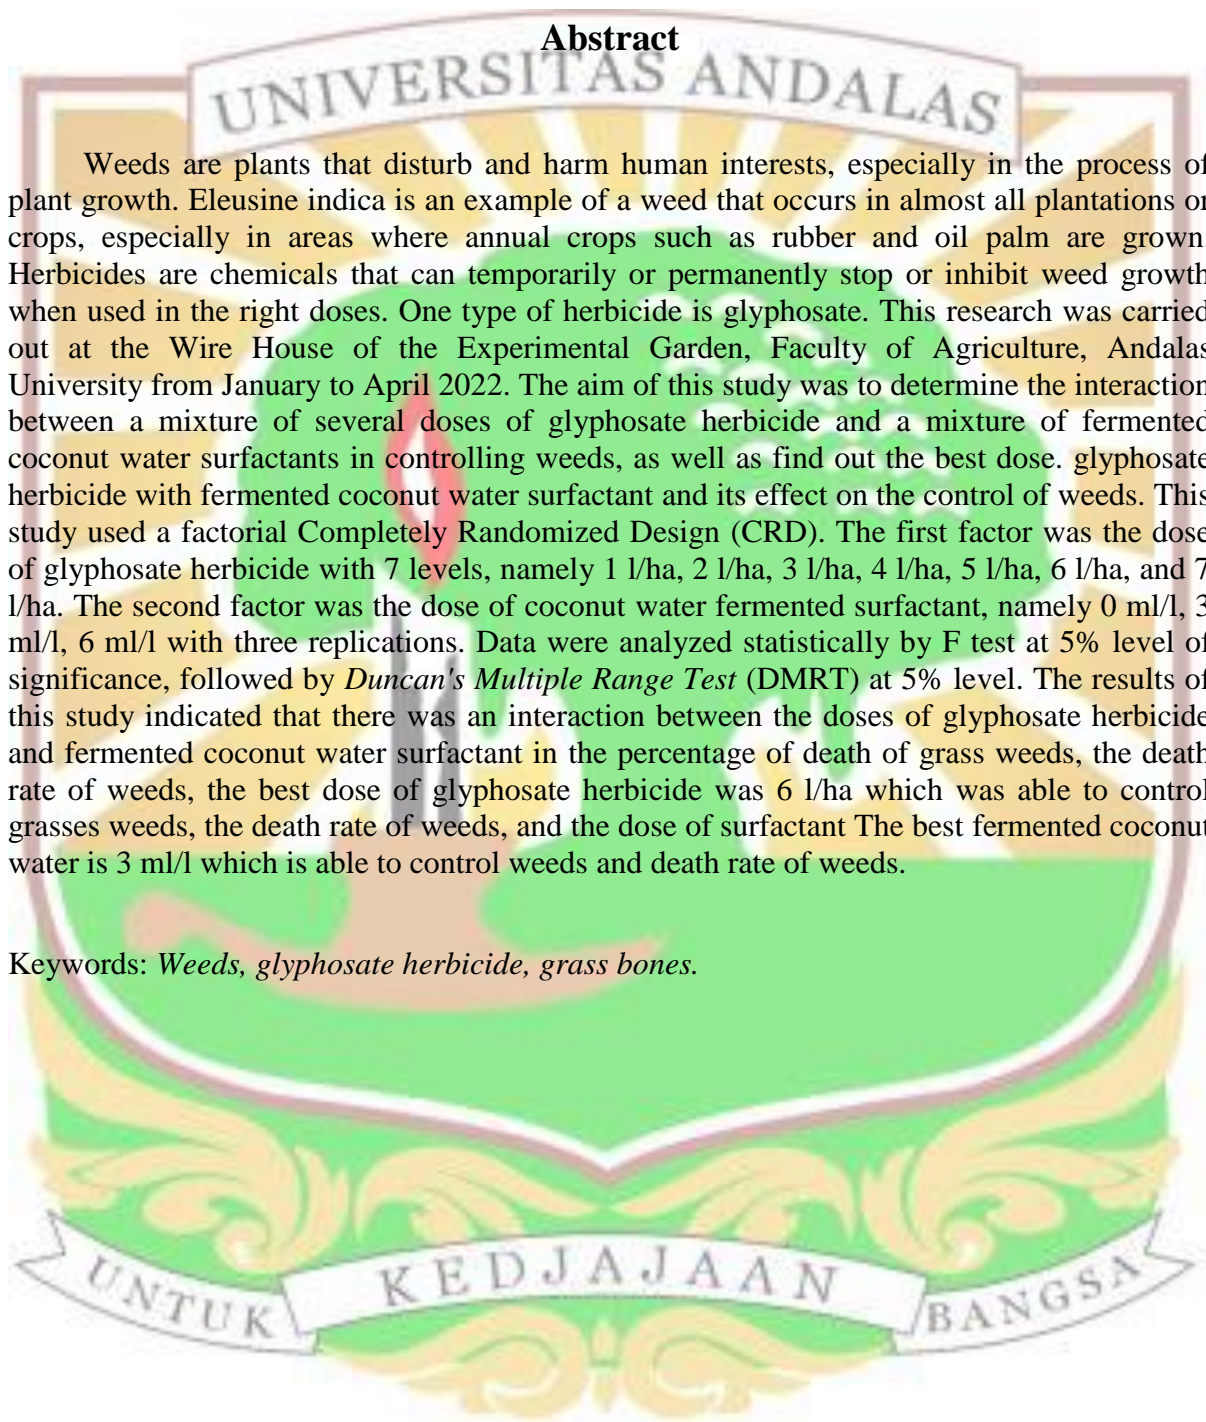 Abstract
UNIVERSITAS ANDALAS
Weeds are plants that disturb and harm human interests, especially in the process of
plant growth. Eleusine indica is an example of a weed that occurs in almost all plantations or
crops, especially in areas where annual crops such as rubber and oil palm are grown.
Herbicides are chemicals that can temporarily or permanently stop or inhibit weed growth
when used in the right doses. One type of herbicide is glyphosate. This research was carried
out at the Wire House of the Experimental Garden, Faculty of Agriculture, Andalas
University from January to April 2022. The aim of this study was to determine the interaction
between a mixture of several doses of glyphosate herbicide and a mixture of fermented
coconut water surfactants in controlling weeds, as well as find out the best dose. glyphosate
herbicide with fermented coconut water surfactant and its effect on the control of weeds. This
study used a factorial Completely Randomized Design (CRD). The first factor was the dose
of glyphosate herbicide with 7 levels, namely 1 l/ha, 2 l/ha, 3 l/ha, 4 l/ha, 5 l/ha, 6 l/ha, and 7
l/ha. The second factor was the dose of coconut water fermented surfactant, namely 0 ml/l, 3
ml/l, 6 ml/l with three replications. Data were analyzed statistically by F test at 5% level of
significance, followed by Duncan's Multiple Range Test (DMRT) at 5% level. The results of
this study indicated that there was an interaction between the doses of glyphosate herbicide
and fermented coconut water surfactant in the percentage of death of grass weeds, the death
rate of weeds, the best dose of glyphosate herbicide was 6 l/ha which was able to control
grasses weeds, the death rate of weeds, and the dose of surfactant The best fermented coconut
water is 3 ml/l which is able to control weeds and death rate of weeds.
Keywords: Weeds, glyphosate herbicide, grass bones.
UNTUK KEDJAJAAN BANGSA